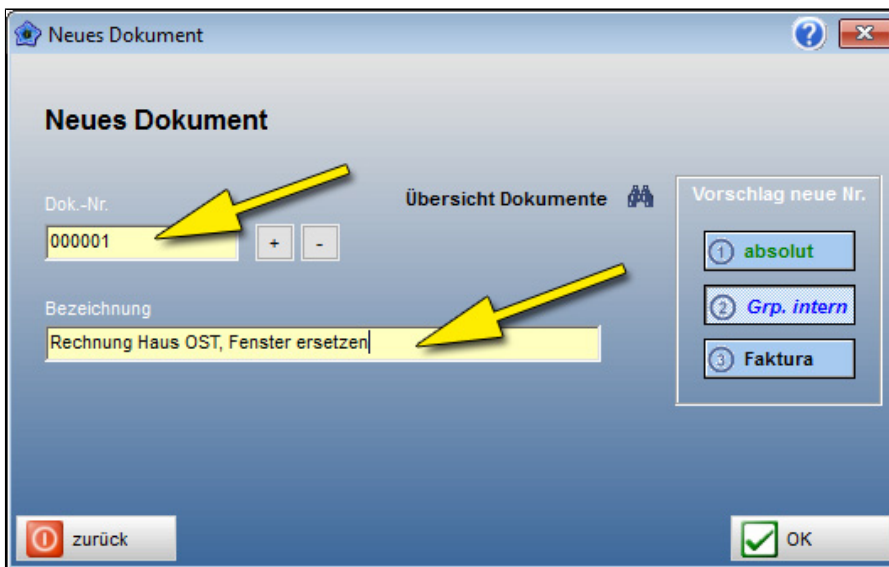 Neues Dokument
Neues Dokument
Dok.-Nr.
Übersicht Dokumente
000001
+ -
Bezeichnung
Rechnung Haus OST, Fenster ersetzen
Vorschlag neue Nr.
1 absolut
2 Grp. intern
3 Faktura
zurück
OK